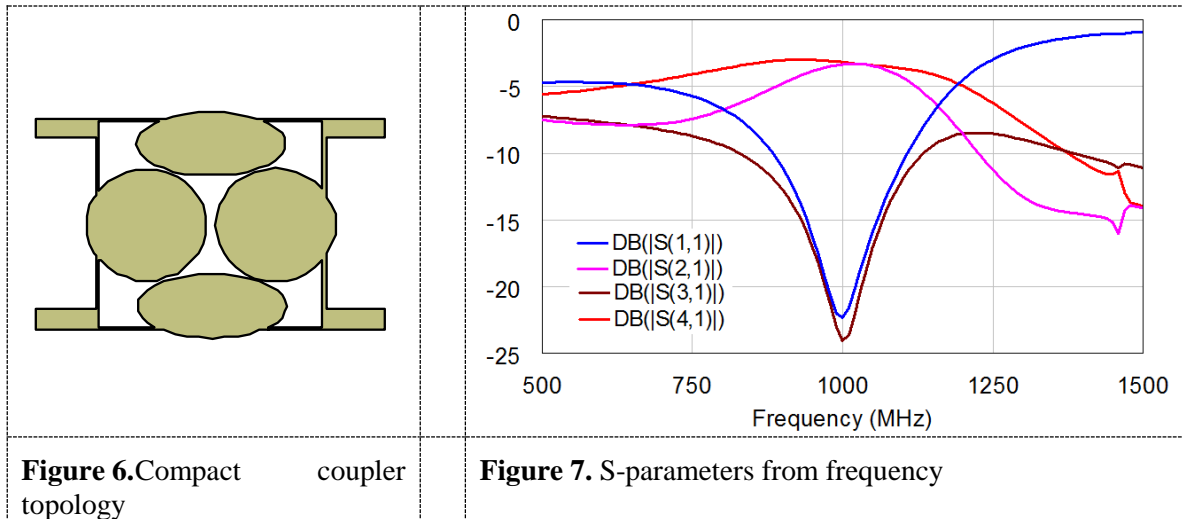 0
-5
-10
-15
-20
-25
DB(|S(1,1)|)
DB(|S(2,1)|)
DB(|S(3,1)|)
DB(|S(4,1)|)
500 750 1000 1250 1500
Frequency (MHz)
Figure 6.Compact coupler
topology
Figure 7. S-parameters from frequency